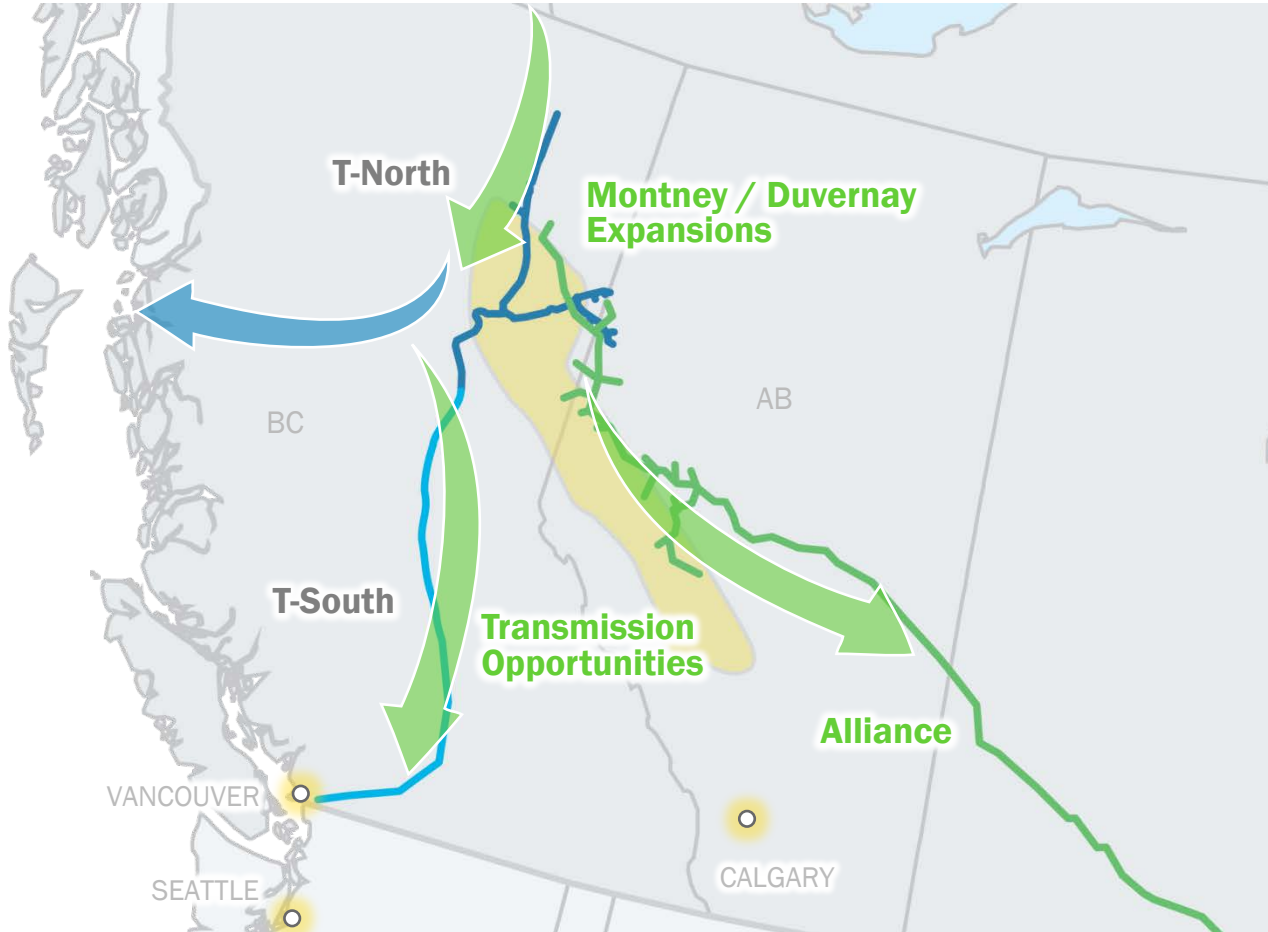 T-North
Montney / Duvernay
Expansions
BC
AB
T-South
Transmission
Opportunities
Alliance
VANCOUVER
CALGARY
SEATTLE